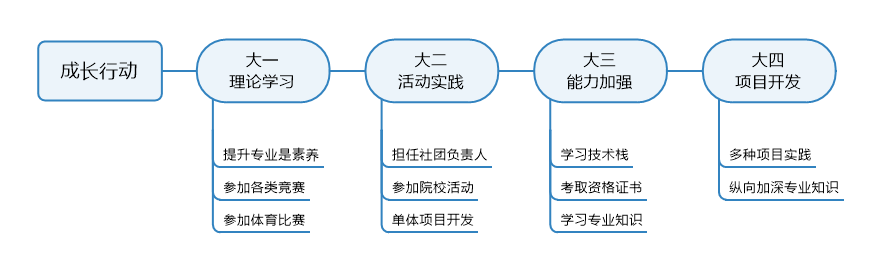 成长行动
大一
理论学习
提升专业是素养
参加各类竞赛
参加体育比赛
大二
活动实践
担任社团负责人
参加院校活动
单体项目开发
大三
能力加强
学习技术栈
考取资格证书
学习专业知识
大四
项目开发
多种项目实践
纵向加深专业知识